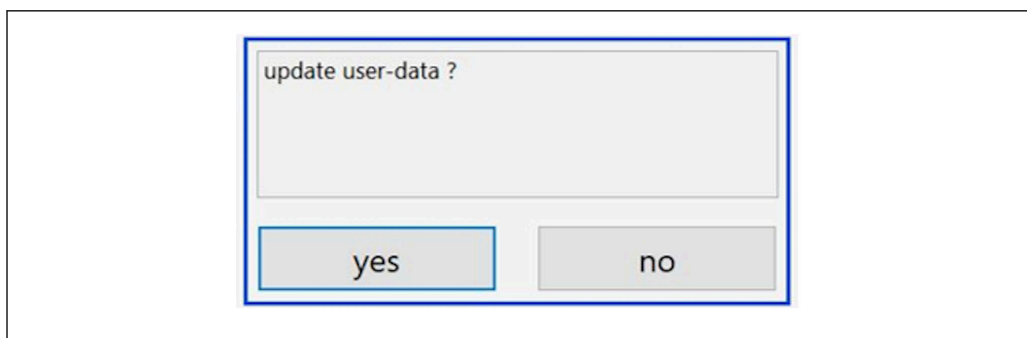 update user-data ?
yes
no